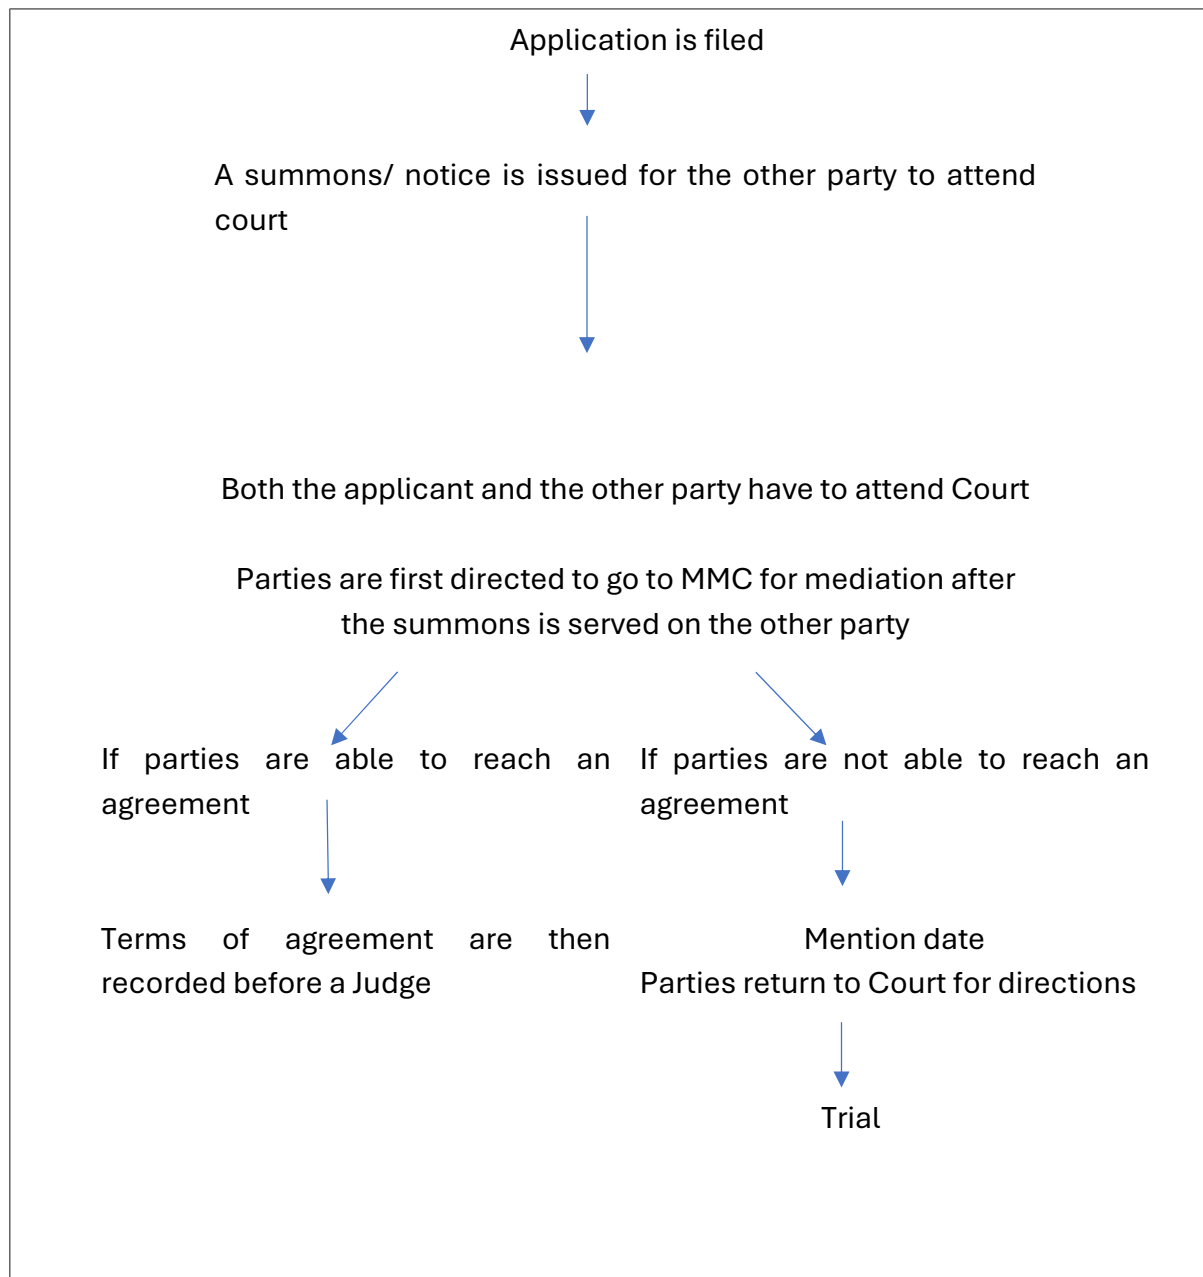 Application is filed
A summons/ notice is issued for the other party to attend
court
Both the applicant and the other party have to attend Court
Parties are first directed to go to MMC for mediation after
the summons is served on the other party
If parties are able to reach an
agreement
If parties are not able to reach an
agreement
Terms of agreement are then
recorded before a Judge
Mention date
Parties return to Court for directions
Trial